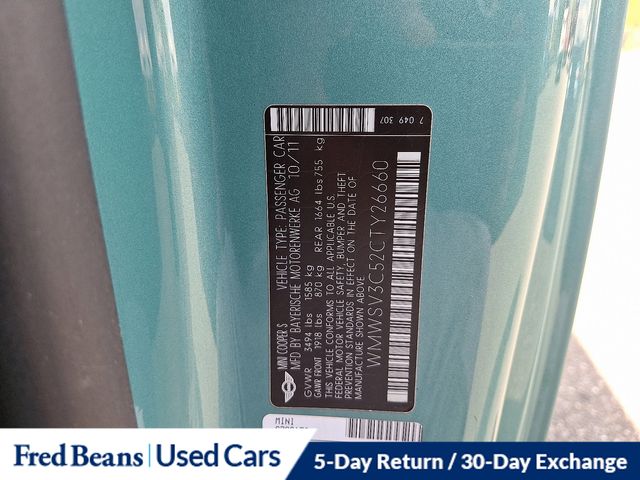 7 049 307
MINI COOPER S VEHICLE TYPE: PASSENGER CAR
MFD BY BAYERISCHE MOTORENWERKE AG 10/11
GVWR 3494 lbs 1585 kg
GAWR FRONT 1918 lbs 870 kg REAR 1664 lbs/755 kg
THIS VEHICLE CONFORMS TO ALL APPLICABLE U.S.
FEDERAL MOTOR VEHICLE SAFETY, BUMPER AND THEFT
PREVENTION STANDARDS IN EFFECT ON THE DATE OF
MANUFACTURE SHOWN ABOVE.
WMWSV3C52CTY26660
MINI
Fred Beans Used Cars
5-Day Return / 30-Day Exchange